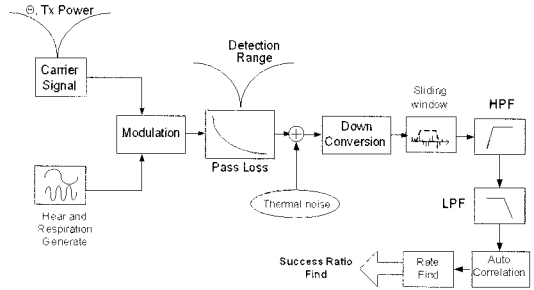 Θ, Tx Power
Carrier
Signal
Detection
Range
Modulation
Pass Loss
Thermal noise
Down
Conversion
Sliding
window
HPF
LPF
Hear and
Respiration
Generate
Success Ratio
Find
Rate
Find
Auto
Correlation